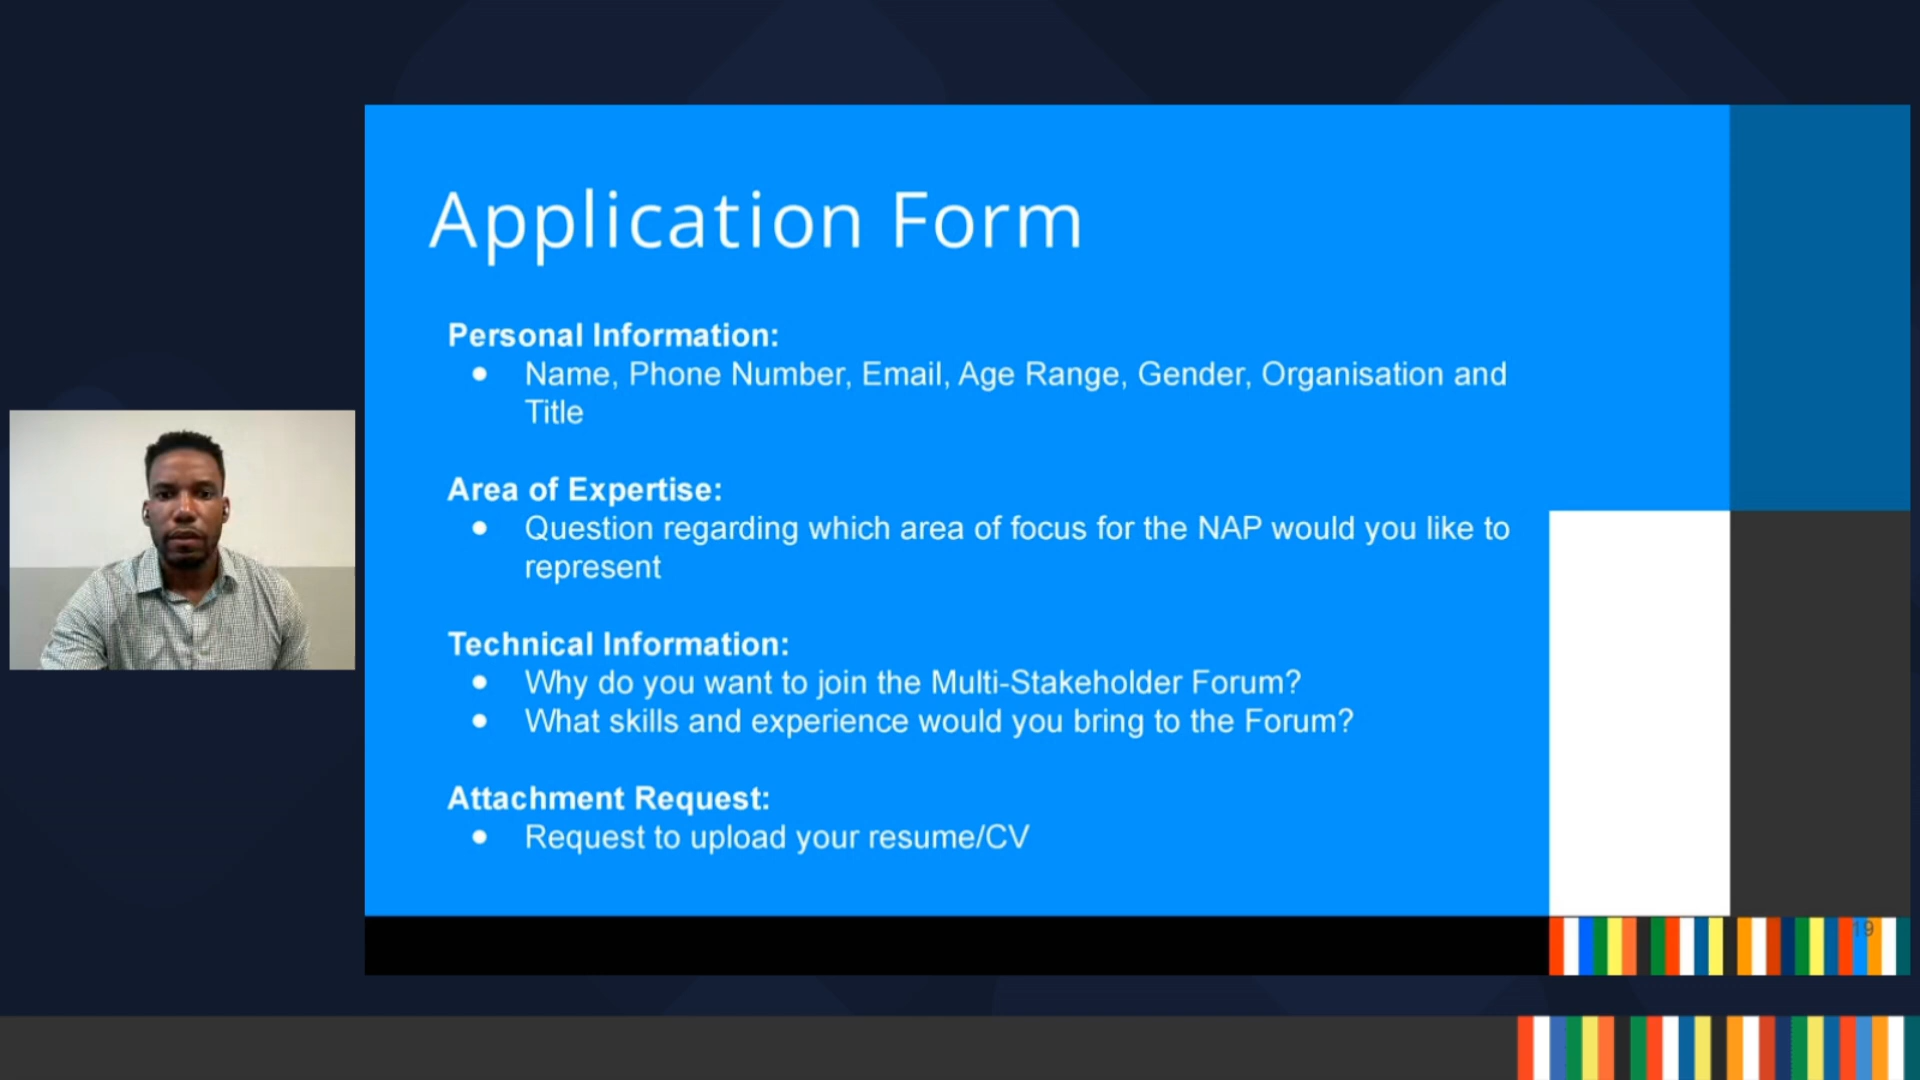 Application Form
Personal Information:
● Name, Phone Number, Email, Age Range, Gender, Organisation and
Title
Area of Expertise:
● Question regarding which area of focus for the NAP would you like to
represent
Technical Information:
● Why do you want to join the Multi-Stakeholder Forum?
● What skills and experience would you bring to the Forum?
Attachment Request:
● Request to upload your resume/CV
19